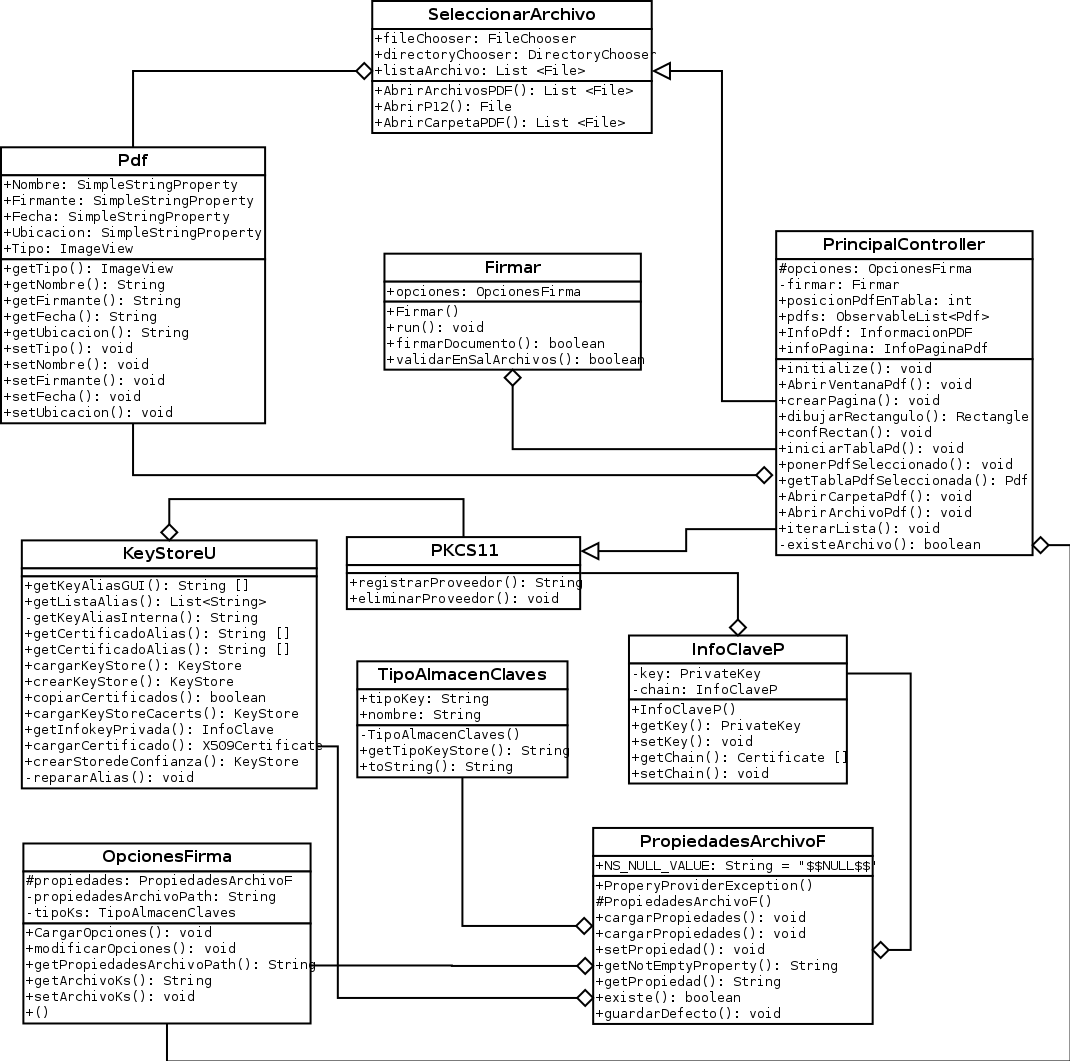 SeleccionarArchivo
+fileChooser: FileChooser
+directoryChooser: DirectoryChooser
+listaArchivo: List <File>
+AbrirArchivosPDF(): List <File>
+AbrirP12(): File
+AbrirCarpetaPDF(): List <File>
Pdf
+Nombre: SimpleStringProperty
+Firmante: SimpleStringProperty
+Fecha: SimpleStringProperty
+Ubicacion: SimpleStringProperty
+Tipo: ImageView
+getTipo(): ImageView
+getNombre(): String
+getFirmante(): String
+getFecha(): String
+getUbicacion(): String
+setTipo(): void
+setNombre(): void
+setFirmante(): void
+setFecha(): void
+setUbicacion(): void
Firmar
+opciones: OpcionesFirma
+Firmar()
+run(): void
+firmarDocumento(): boolean
+validarEnSalArchivos(): boolean
PrincipalController
#opciones: OpcionesFirma
-firmar: Firmar
+posicionPdfEnTabla: int
+pdfs: ObservableList<Pdf>
+InfoPdf: InformacionPDF
+infoPagina: InfoPaginaPdf
+initialize(): void
+AbrirVentanaPdf(): void
+crearPagina(): void
+dibujarRectangulo(): Rectangle
+confRectan(): void
+iniciarTablaPd(): void
+ponerPdfSeleccionado(): void
+getTablaPdfSeleccionada(): Pdf
+AbrirCarpetaPdf(): void
+AbrirArchivoPdf(): void
+iterarLista(): void
-existeArchivo(): boolean
KeyStoreU
+getKeyAliasGUI(): String []
+getListaAlias(): List<String>
-getKeyAliasInterna(): String
+getCertificadoAlias(): String []
+getCertificadoAlias(): String []
+cargarKeyStore(): KeyStore
+crearKeyStore(): KeyStore
+copiarCertificados(): boolean
+cargarKeyStoreCacerts(): KeyStore
+getInfokeyPrivada(): InfoClave
+cargarCertificado(): X509Certificate
+crearStoredeConfianza(): KeyStore
-repararAlias(): void
PKCS11
+registrarProveedor(): String
+eliminarProveedor(): void
InfoClaveP
-key: PrivateKey
-chain: InfoClaveP
+InfoClaveP()
+getKey(): PrivateKey
+setKey(): void
+getChain(): Certificate []
+setChain(): void
TipoAlmacenClaves
+tipoKey: String
+nombre: String
-TipoAlmacenClaves()
+getTipoKeyStore(): String
+toString(): String
OpcionesFirma
#propiedades: PropiedadesArchivoF
-propiedadesArchivoPath: String
-tipoKs: TipoAlmacenClaves
+CargarOpciones(): void
+modificarOpciones(): void
+getPropiedadesArchivoPath(): String
+getArchivoKs(): String
+setArchivoKs(): void
+()
PropiedadesArchivoF
+NS_NULL_VALUE: String = "$$NULL$$"
+ProperyProviderException()
#PropiedadesArchivoF()
+cargarPropiedades(): void
+cargarPropiedades(): void
+setPropiedad(): void
+getNotEmptyProperty(): String
+getPropiedad(): String
+existe(): boolean
+guardarDefecto(): void